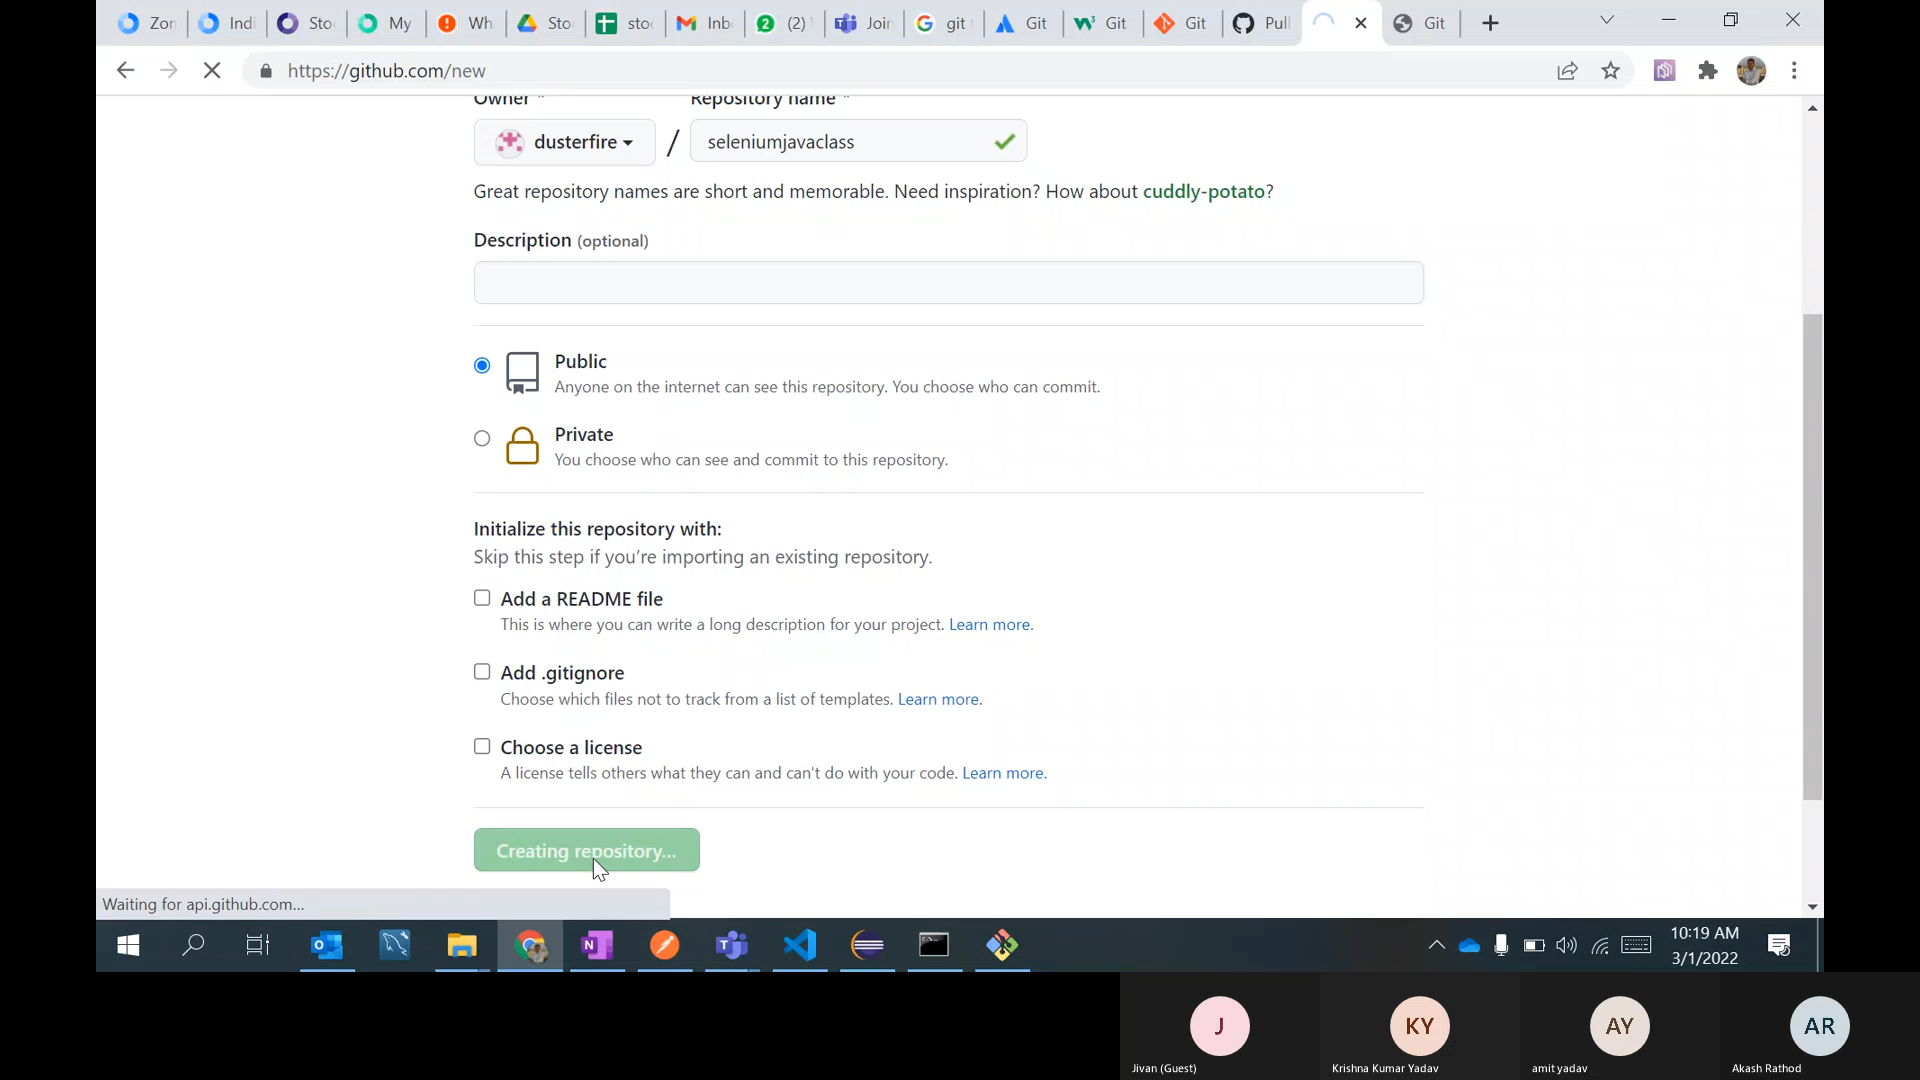 Zon
Indi
Stoc
My
Wh
Stoc
stoc
Inbo
(2)
Join
git
Git
Git
Git
Pull
Git
https://github.com/new
Owner *
Repository name *
dusterfire
/
seleniumjavaclass
Great repository names are short and memorable. Need inspiration? How about cuddly-potato?
Description (optional)
Public
Anyone on the internet can see this repository. You choose who can commit.
Private
You choose who can see and commit to this repository.
Initialize this repository with:
Skip this step if you’re importing an existing repository.
Add a README file
This is where you can write a long description for your project. Learn more.
Add .gitignore
Choose which files not to track from a list of templates. Learn more.
Choose a license
A license tells others what they can and can't do with your code. Learn more.
Creating repository...
Waiting for api.github.com...
10:19 AM
3/1/2022
J
KY
AY
AR
Jivan (Guest)
Krishna Kumar Yadav
amit yadav
Akash Rathod